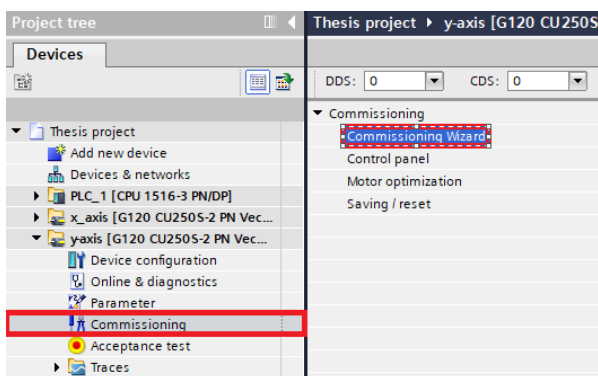 Project tree
Thesis project ▸ y-axis [G120 CU250S
Devices
DDS: 0 CDS: 0
Commissioning
Commissioning Wizard
Control panel
Motor optimization
Saving / reset
Thesis project
Add new device
Devices & networks
PLC_1 [CPU 1516-3 PN/DP]
x_axis [G120 CU250S-2 PN Vec...
y-axis [G120 CU250S-2 PN Vec...
Device configuration
Online & diagnostics
Parameter
Commissioning
Acceptance test
Traces